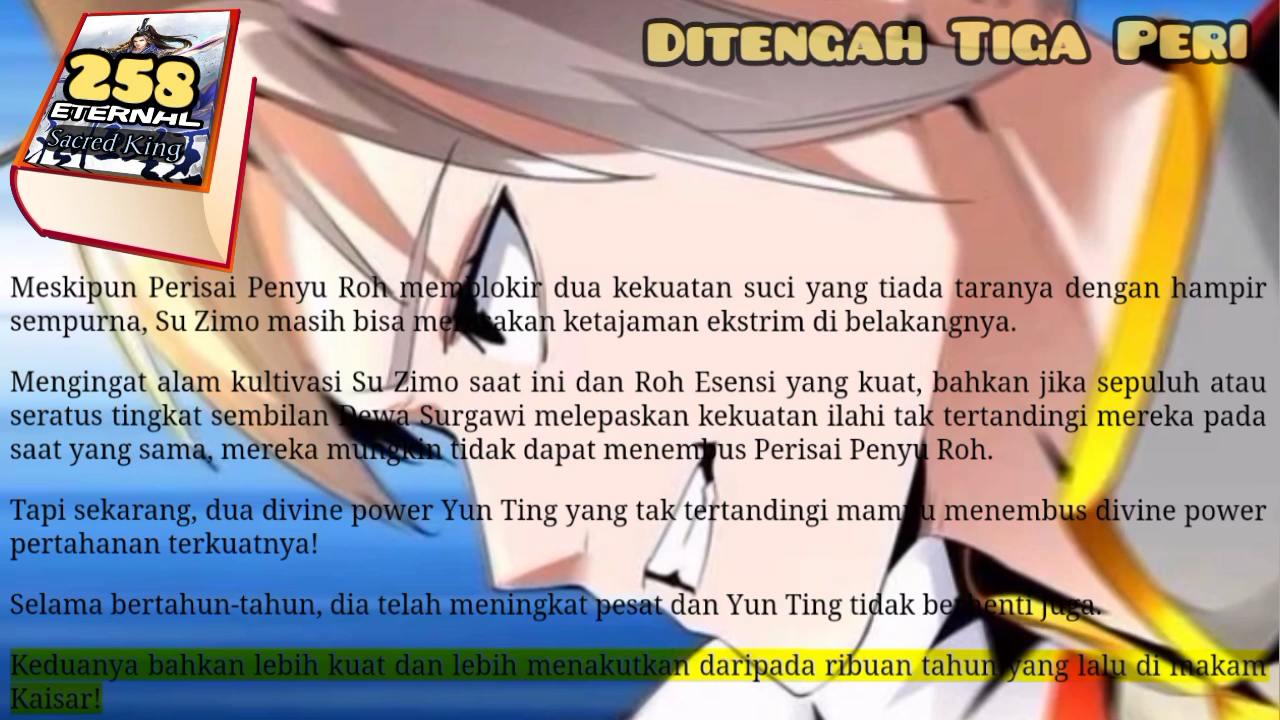 258
ETERNAL
Sacred King
Ditengah Tiga Peri
Meskipun Perisai Penyu Roh memblokir dua kekuatan suci yang tiada taranya dengan hampir
sempurna, Su Zimo masih bisa merasakan ketajaman ekstrim di belakangnya.
Mengingat alam kultivasi Su Zimo saat ini dan Roh Esensi yang kuat, bahkan jika sepuluh atau
seratus tingkat sembilan Dewa Surgawi melepaskan kekuatan ilahi tak tertandingi mereka pada
saat yang sama, mereka mungkin tidak dapat menembus Perisai Penyu Roh.
Tapi sekarang, dua divine power Yun Ting yang tak tertandingi mampu menembus divine power
pertahanan terkuatnya!
Selama bertahun-tahun, dia telah meningkat pesat dan Yun Ting tidak berhenti juga.
Keduanya bahkan lebih kuat dan lebih menakutkan daripada ribuan tahun yang lalu di makam
Kaisar!